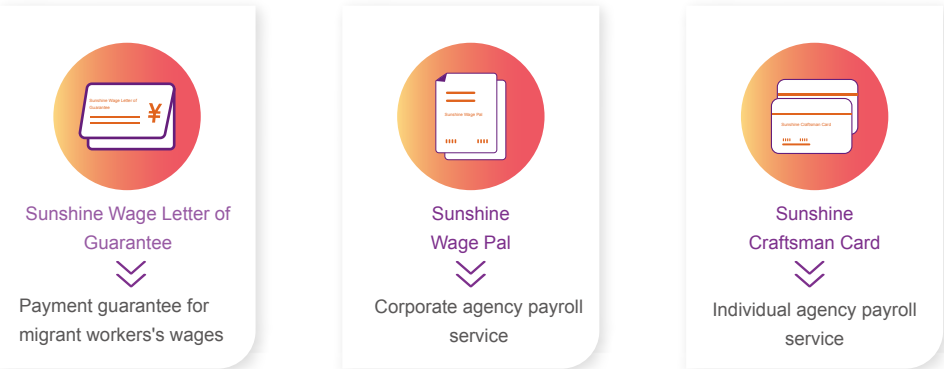 Sunshine Wage Letter of
Guarantee
¥
Sunshine Wage Letter of
Guarantee
Payment guarantee for
migrant workers's wages
Sunshine Wage Pal
Sunshine
Wage Pal
Corporate agency payroll
service
Sunshine Craftsman Card
Sunshine
Craftsman Card
Individual agency payroll
service